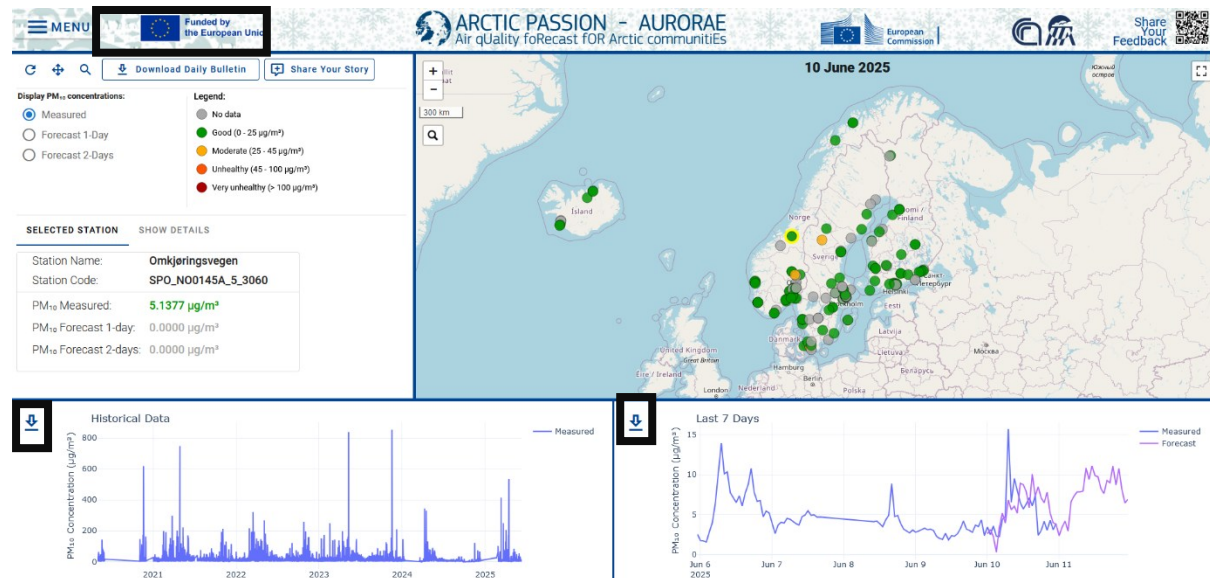 MENU
Funded by
the European Unio
ARCTIC PASSION - AURORAE
Air qUality foRecast fOR Arctic communitiEs
European
Commission
Share
Your
Feedback
Download Daily Bulletin
Share Your Story
Display PM₁₀ concentrations:
Measured
Forecast 1-Day
Forecast 2-Days
Legend:
No data
Good (0 - 25 µg/m³)
Moderate (25 - 45 µg/m³)
Unhealthy (45 - 100 µg/m³)
Very unhealthy (> 100 µg/m³)
SELECTED STATION
SHOW DETAILS
Station Name: Omkjøringsvegen
Station Code: SPO_NO0145A_5_3060
PM₁₀ Measured: 5.1377 µg/m³
PM₁₀ Forecast 1-day: 0.0000 µg/m³
PM₁₀ Forecast 2-days: 0.0000 µg/m³
+
-
300 km
10 June 2025
Южный
остров
Ísland
Norge
Suomi /
Finland
Sverige
Санкт
Петербург
Helsinki
Eesti
Latvija
Danmark
Lietuva
Москва
United Kingdom
Great Britain
Éire / Ireland
Hamburg
Беларусь
London
Nederland
Berlin
Polska
Historical Data
PM₁₀ Concentration (µg/m³)
800
600
400
200
0
2021
2022
2023
2024
2025
Measured
Last 7 Days
PM₁₀ Concentration (µg/m³)
15
10
5
0
Jun 6
2025
Jun 7
Jun 8
Jun 9
Jun 10
Jun 11
Measured
Forecast